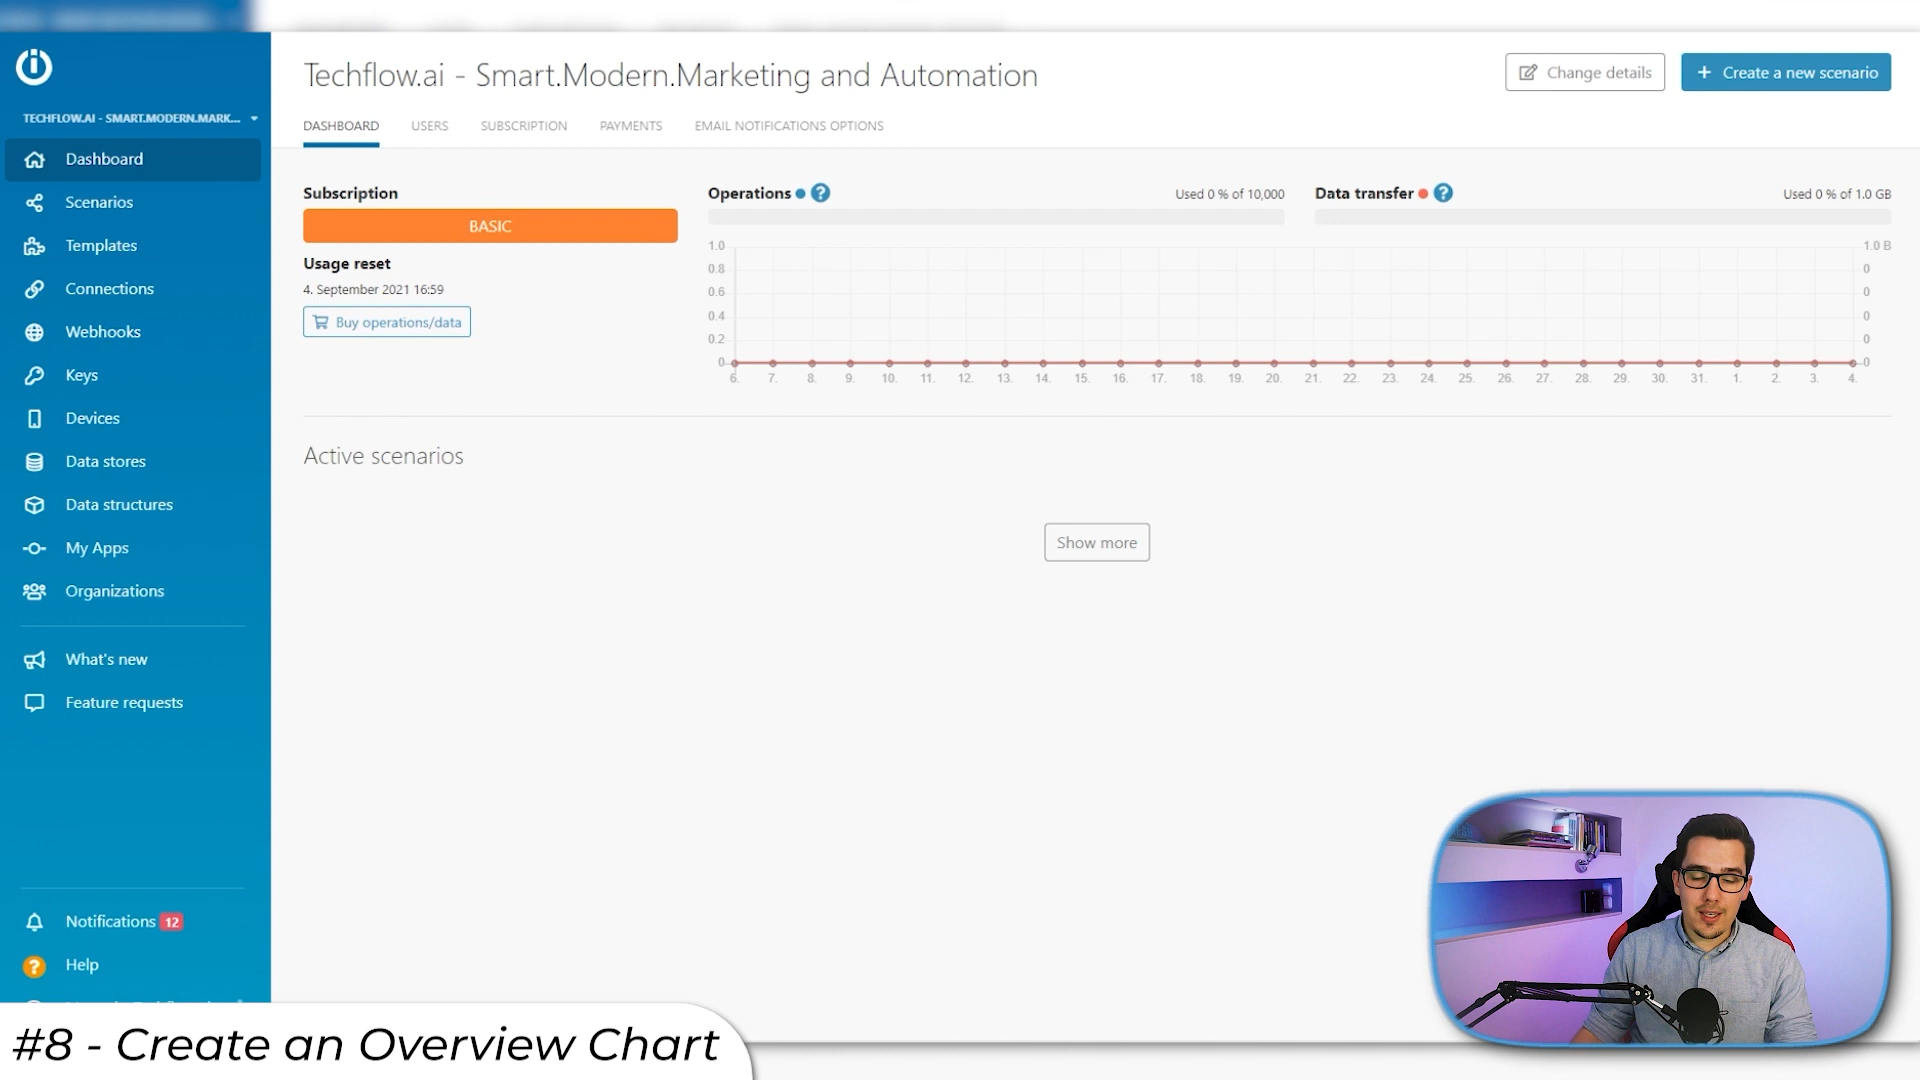 Techflow.ai - Smart.Modern.Marketing and Automation
Change details
Create a new scenario
TECHFLOW.AI - SMART.MODERN.MARK...
DASHBOARD USERS SUBSCRIPTION PAYMENTS EMAIL NOTIFICATIONS OPTIONS
Dashboard
Scenarios
Templates
Connections
Webhooks
Keys
Devices
Data stores
Data structures
My Apps
Organizations
What's new
Feature requests
Notifications 12
Help
Subscription
BASIC
Usage reset
4. September 2021 16:59
Buy operations/data
Operations ? Used 0 % of 10,000
Data transfer ? Used 0 % of 1.0 GB
1.0 1.0 B
0.8 0
0.6 0
0.4 0
0.2 0
0 0
6. 7. 8. 9. 10. 11. 12. 13. 14. 15. 16. 17. 18. 19. 20. 21. 22. 23. 24. 25. 26. 27. 28. 29. 30. 31. 1. 2. 3. 4.
Active scenarios
Show more
#8 - Create an Overview Chart